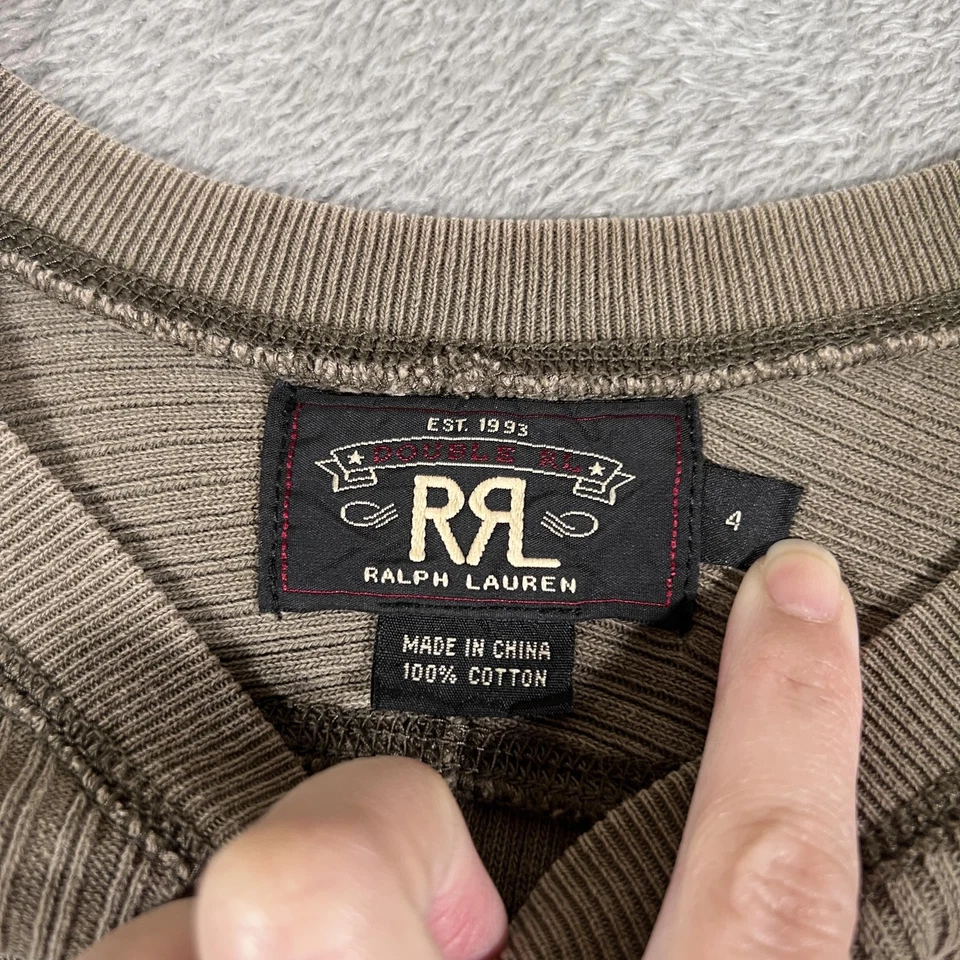 EST. 1993
DOUBLE RL
RRL
RALPH LAUREN
4
MADE IN CHINA
100% COTTON